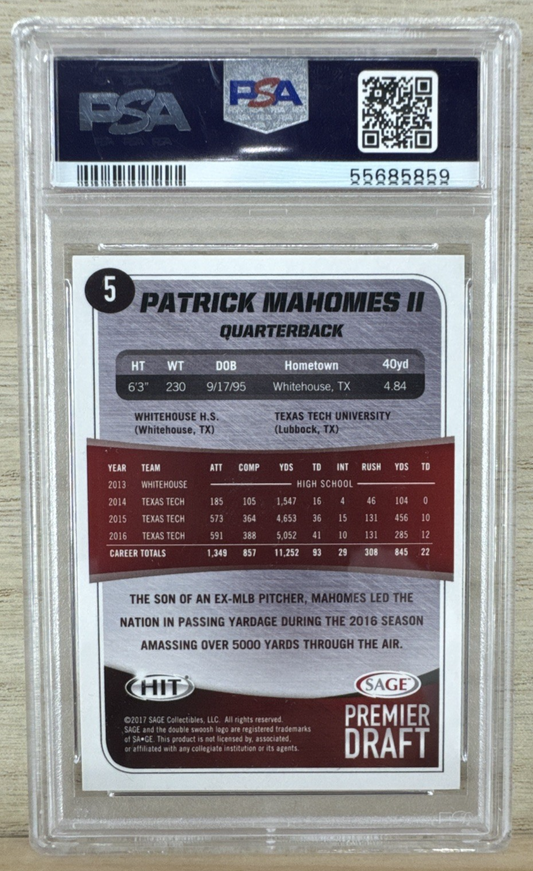 PSA PSA
55685859
5 PATRICK MAHOMES II
QUARTERBACK
HT WT DOB Hometown 40yd
6'3" 230 9/17/95 Whitehouse, TX 4.84
WHITEHOUSE H.S. TEXAS TECH UNIVERSITY
(Whitehouse, TX) (Lubbock, TX)
YEAR TEAM ATT COMP YDS TD INT RUSH YDS TD
2013 WHITEHOUSE HIGH SCHOOL
2014 TEXAS TECH 185 105 1,547 16 4 46 104 0
2015 TEXAS TECH 573 364 4,653 36 15 131 456 10
2016 TEXAS TECH 591 388 5,052 41 10 131 285 12
CAREER TOTALS 1,349 857 11,252 93 29 308 845 22
THE SON OF AN EX-MLB PITCHER, MAHOMES LED THE
NATION IN PASSING YARDAGE DURING THE 2016 SEASON
AMASSING OVER 5000 YARDS THROUGH THE AIR.
HIT SAGE
PREMIER
DRAFT
©2017 SAGE Collectibles, LLC. All rights reserved.
SAGE and the double swoosh logo are registered trademarks
of SA•GE. This product is not licensed by, associated,
or affiliated with any collegiate institution or its agents.